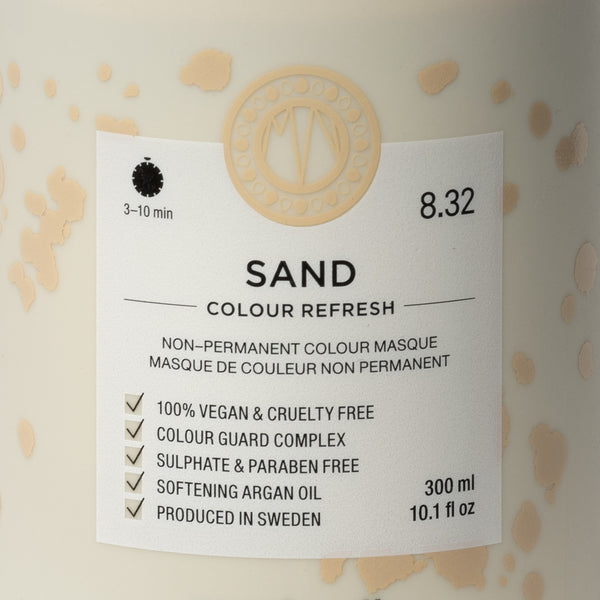 MN
3–10 min
8.32
SAND
COLOUR REFRESH
NON–PERMANENT COLOUR MASQUE
MASQUE DE COULEUR NON PERMANENT
100% VEGAN & CRUELTY FREE
COLOUR GUARD COMPLEX
SULPHATE & PARABEN FREE
SOFTENING ARGAN OIL
PRODUCED IN SWEDEN
300 ml
10.1 fl oz